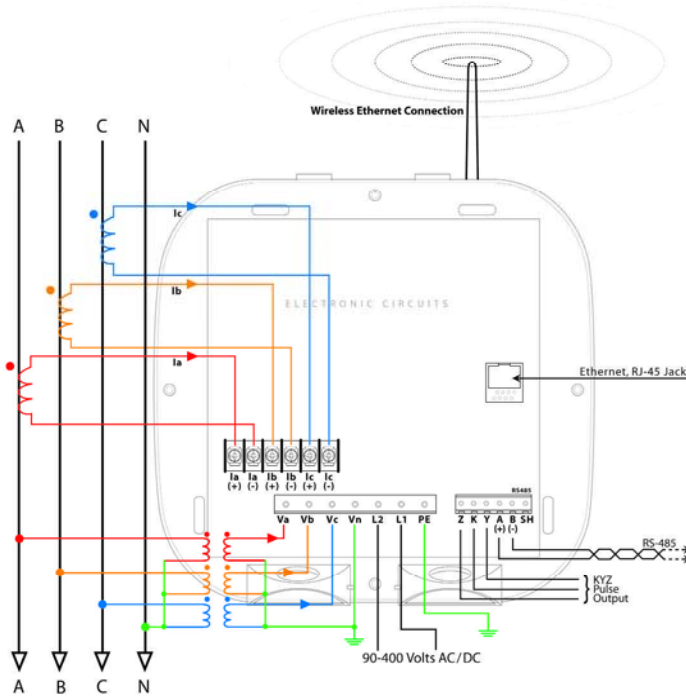 Wireless Ethernet Connection
A B C N
Ic
Ib
ELECTRONIC CIRCUITS
Ia
Ethernet, RJ-45 Jack
Ia Ia Ib Ib Ic Ic
(+) (-) (+) (-) (+) (-)
RS485
Va Vb Vc Vn L2 L1 PE
Z K Y A B SH
(+) (-)
RS-485
KYZ
Pulse
Output
90-400 Volts AC/DC
A B C N